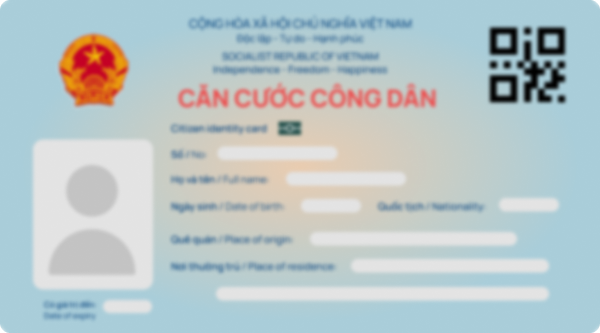 CỘNG HÒA XÃ HỘI CHỦ NGHĨA VIỆT NAM
Độc lập - Tự do - Hạnh phúc
SOCIALIST REPUBLIC OF VIETNAM
Independence - Freedom - Happiness
CĂN CƯỚC CÔNG DÂN
Citizen identity card
Số / No:
Họ và tên / Full name:
Ngày sinh / Date of birth: Quốc tịch / Nationality:
Quê quán / Place of origin:
Nơi thường trú / Place of residence:
Có giá trị đến:
Date of expiry